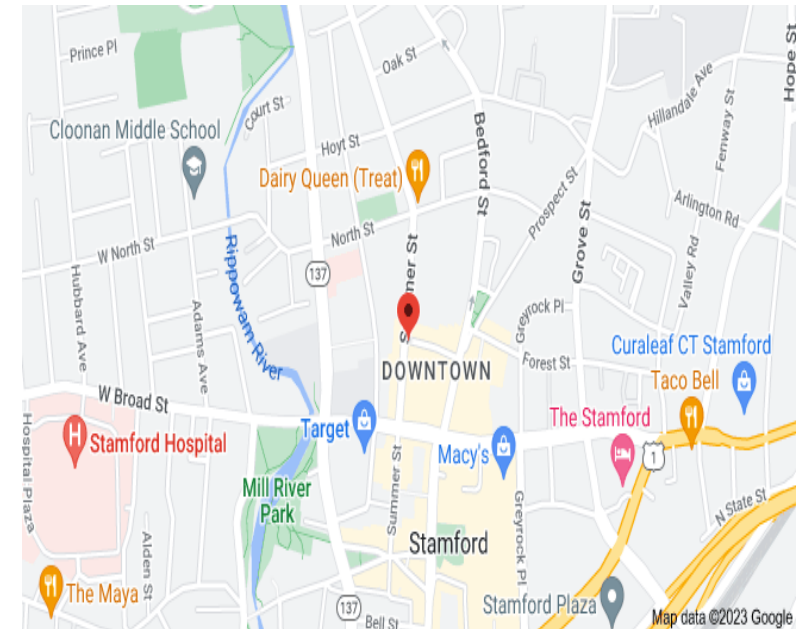 Prince Pl
Oak St
Hope St
Cloonan Middle School
Court St
Hoyt St
Bedford St
Hillandale Ave
Fenway St
Dairy Queen (Treat)
Prospect St
Arlington Rd
W North St
North St
Grove St
Rippowam River
137
Valley Rd
Hubbard Ave
Adams Ave
Greyrock Pl
Forest St
Curaleaf CT Stamford
DOWNTOWN
Taco Bell
W Broad St
Target
The Stamford
Hospital Plaza
Stamford Hospital
Macy's
1
Mill River
Park
Summer St
Greyrock Pl
N State St
Stamford
Alden St
The Maya
137
Bell St
Stamford Plaza
Map data ©2023 Google